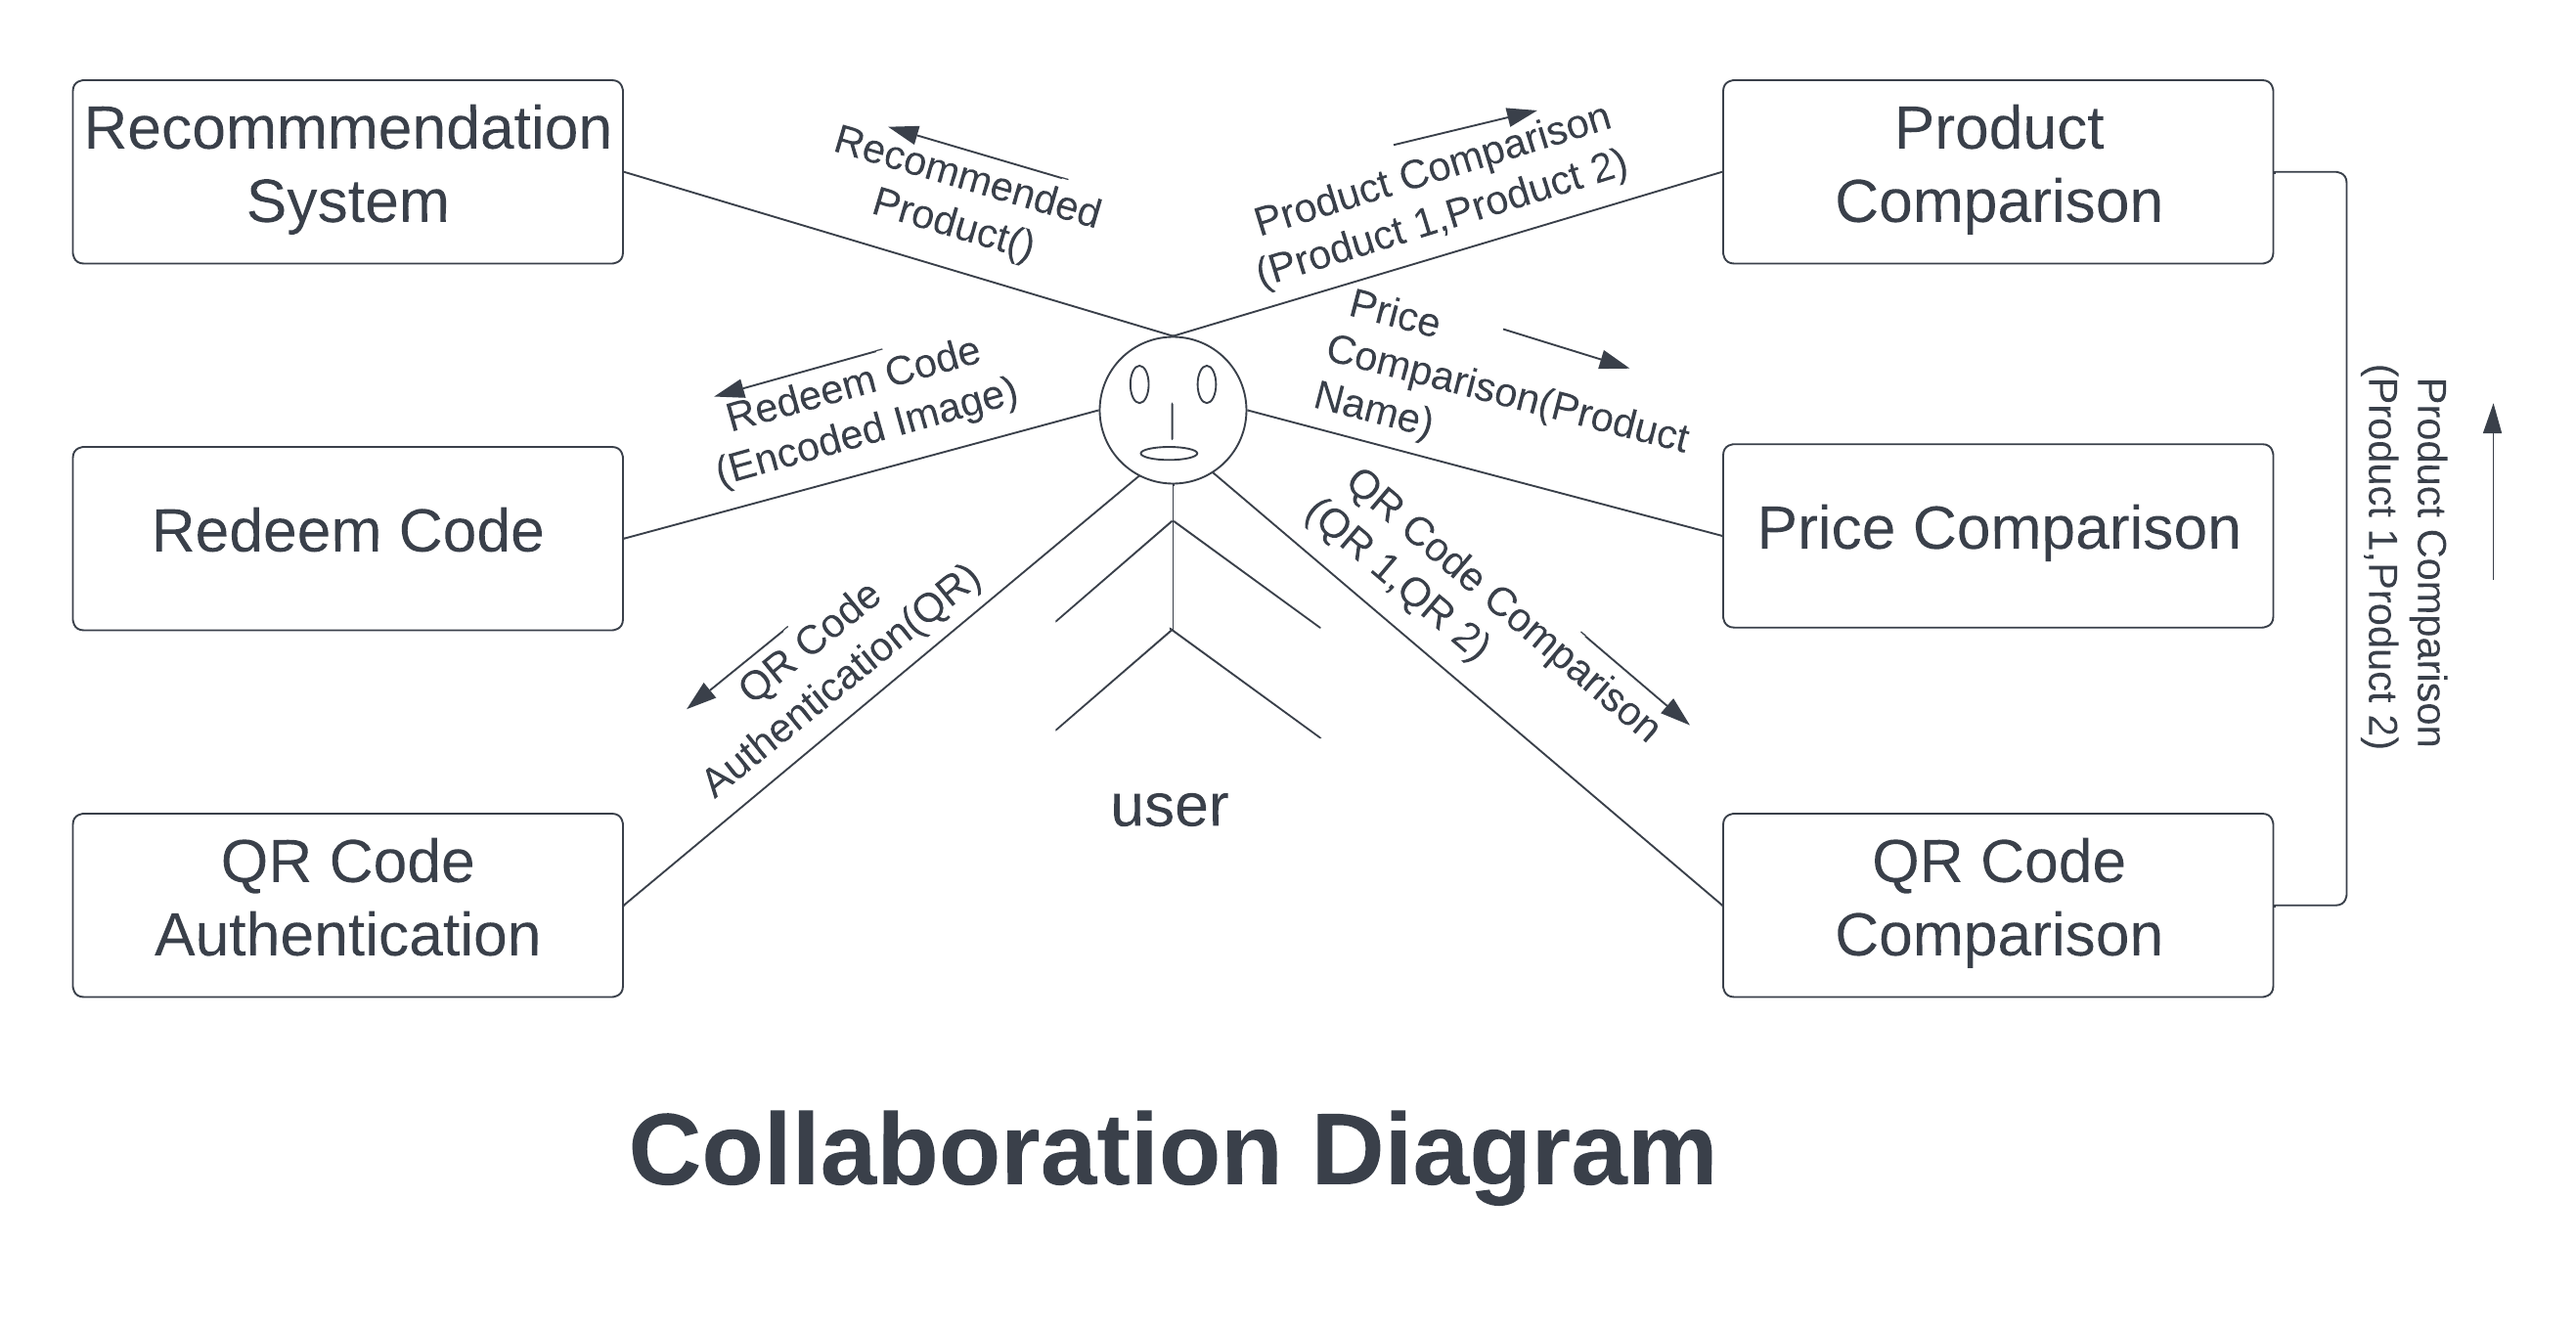 Recommmendation
System
Recommended
Product()
Product Comparison
(Product 1,Product 2)
Product
Comparison
Redeem Code
(Encoded Image)
Price
Comparison(Product
Name)
Redeem Code
Price Comparison
Product Comparison
(Product 1,Product 2)
QR Code
Authentication(QR)
QR Code Comparison
(QR 1,QR 2)
user
QR Code
Authentication
QR Code
Comparison
Collaboration Diagram